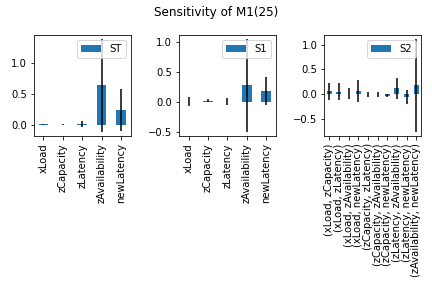 Sensitivity of M1(25)
ST
1.0
0.5
0.0
xLoad
zCapacity
zLatency
zAvailability
newLatency
S1
1.0
0.5
0.0
−0.5
xLoad
zCapacity
zLatency
zAvailability
newLatency
S2
1.0
0.5
0.0
−0.5
(xLoad, zCapacity)
(xLoad, zLatency)
(xLoad, zAvailability)
(xLoad, newLatency)
(zCapacity, zLatency)
(zCapacity, zAvailability)
(zCapacity, newLatency)
(zLatency, zAvailability)
(zLatency, newLatency)
(zAvailability, newLatency)